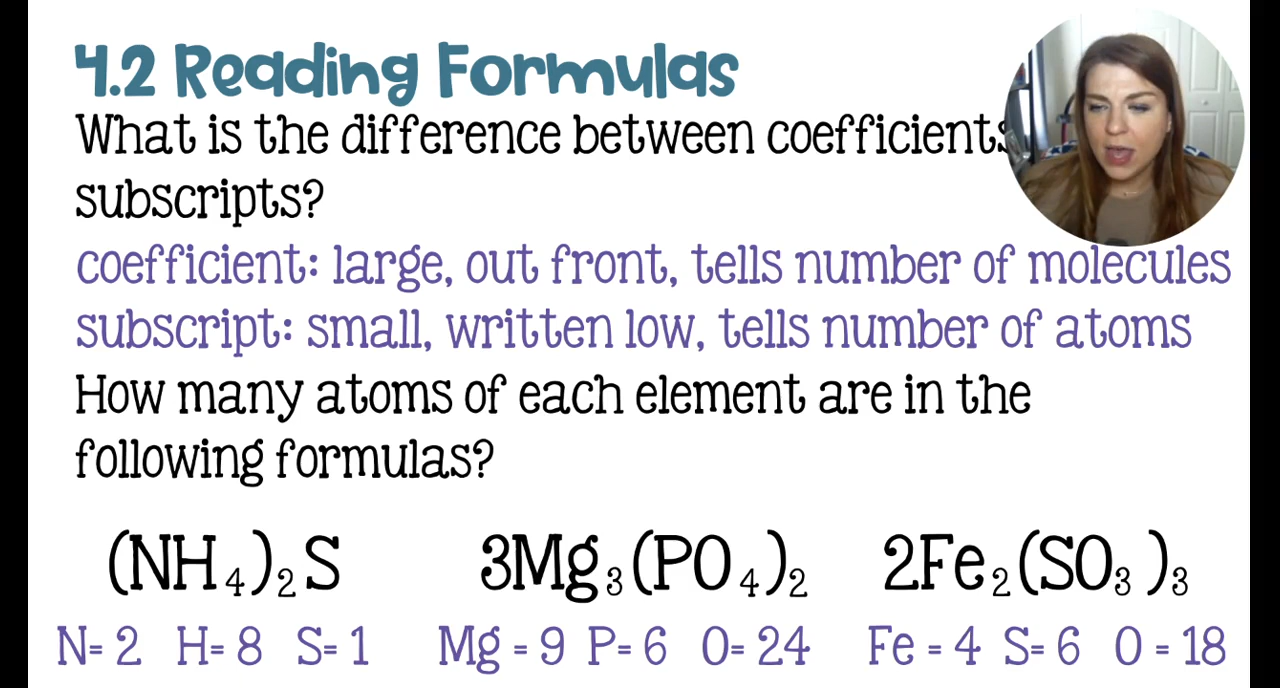 4.2 Reading Formulas
What is the difference between coefficients
subscripts?
coefficient: large, out front, tells number of molecules
subscript: small, written low, tells number of atoms
How many atoms of each element are in the
following formulas?
(NH₄)₂S 3Mg₃(PO₄)₂ 2Fe₂(SO₃)₃
N= 2 H= 8 S= 1 Mg = 9 P= 6 O= 24 Fe = 4 S= 6 O = 18